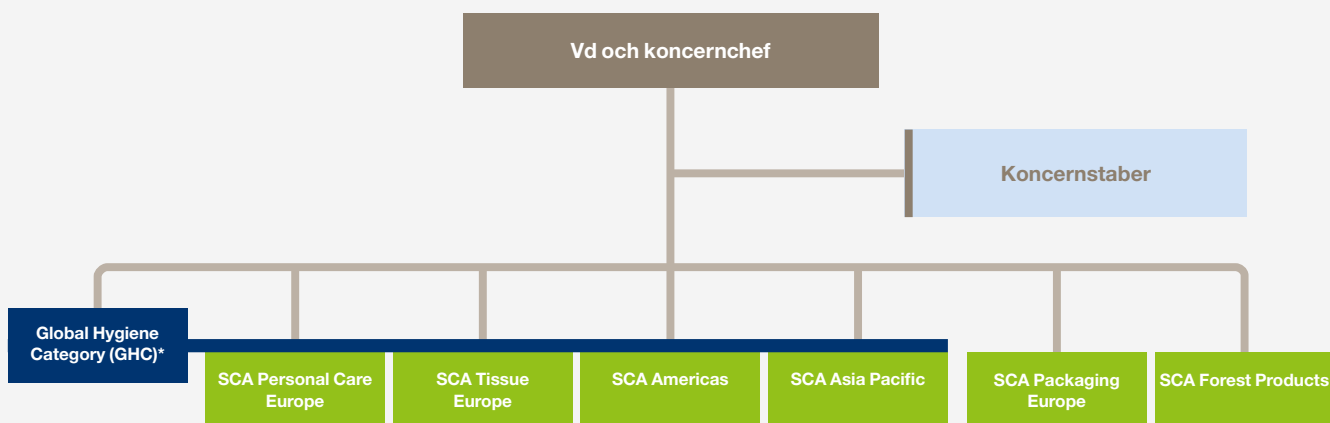 Vd och koncernchef
Koncernstaber
Global Hygiene
Category (GHC)*
SCA Personal Care
Europe
SCA Tissue
Europe
SCA Americas
SCA Asia Pacific
SCA Packaging
Europe
SCA Forest Products